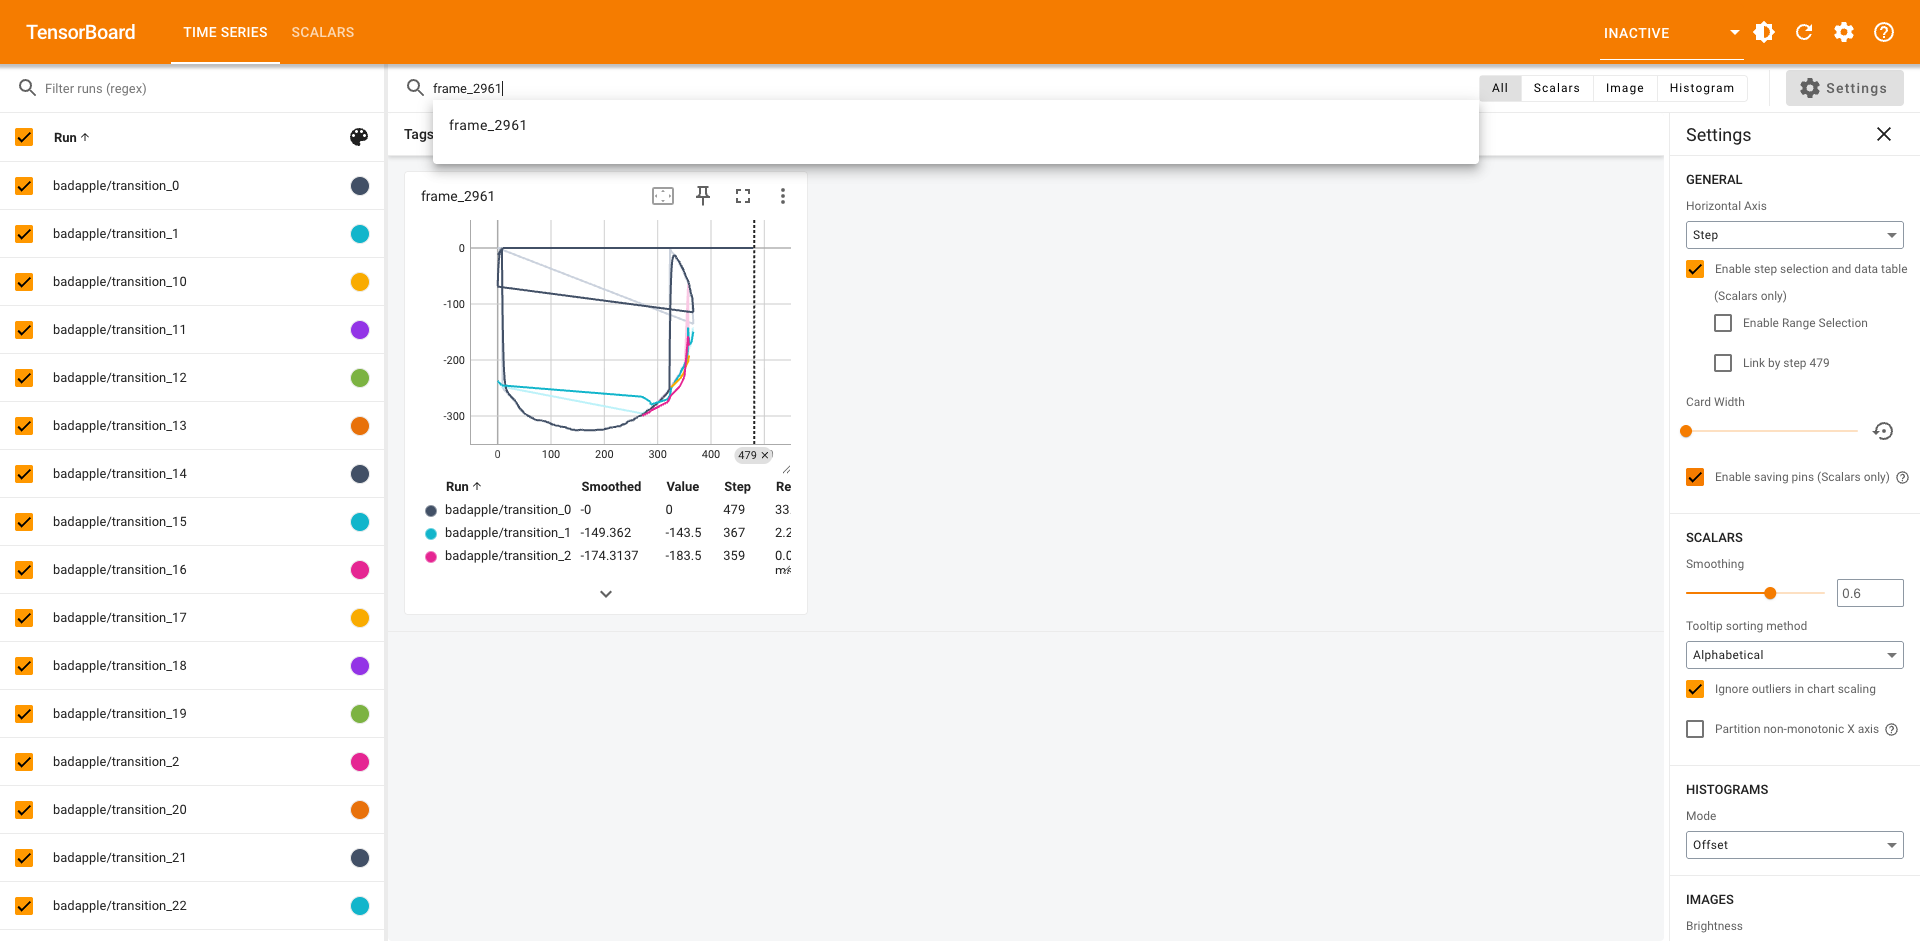 TensorBoard TIME SERIES SCALARS INACTIVE
Filter runs (regex)
Run
badapple/transition_0
badapple/transition_1
badapple/transition_10
badapple/transition_11
badapple/transition_12
badapple/transition_13
badapple/transition_14
badapple/transition_15
badapple/transition_16
badapple/transition_17
badapple/transition_18
badapple/transition_19
badapple/transition_2
badapple/transition_20
badapple/transition_21
badapple/transition_22
frame_2961
All Scalars Image Histogram Settings
frame_2961
Tags
frame_2961
0
-100
-200
-300
0 100 200 300 400 479
Run Smoothed Value Step Re
badapple/transition_0 -0 0 479 33.
badapple/transition_1 -149.362 -143.5 367 2.2
badapple/transition_2 -174.3137 -183.5 359 0.0
Settings
GENERAL
Horizontal Axis
Step
Enable step selection and data table
(Scalars only)
Enable Range Selection
Link by step 479
Card Width
Enable saving pins (Scalars only)
SCALARS
Smoothing
0.6
Tooltip sorting method
Alphabetical
Ignore outliers in chart scaling
Partition non-monotonic X axis
HISTOGRAMS
Mode
Offset
IMAGES
Brightness